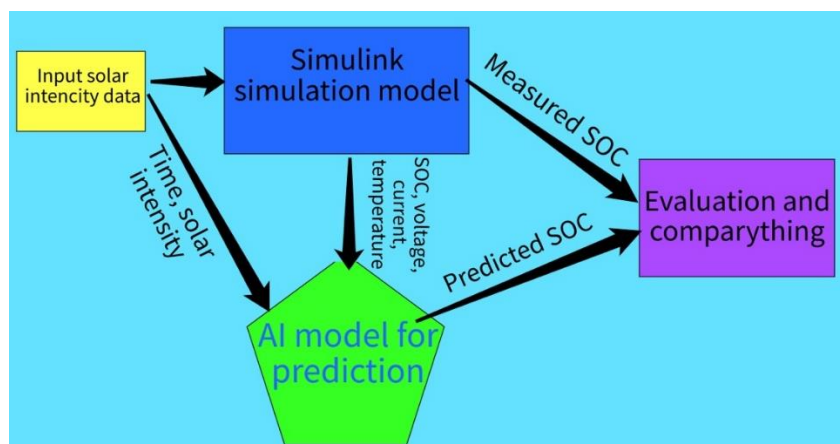 Input solar
intencity data
Simulink
simulation model
Measured SOC
Time, solar
intensity
SOC, voltage,
current,
temperature
Evaluation and
comparything
Predicted SOC
AI model for
prediction